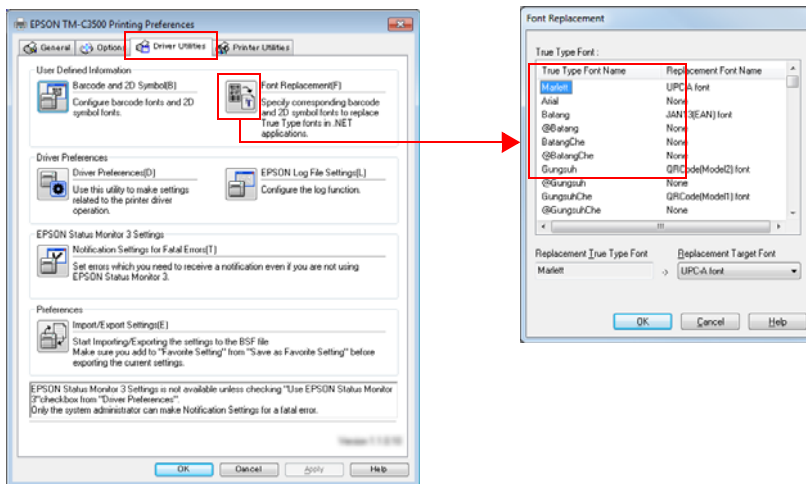 EPSON TM-C3500 Printing Preferences
General
Option
Driver Utilities
Printer Utilities
User Defined Information
Barcode and 2D Symbol(B)
Configure barcode fonts and 2D
symbol fonts.
Font Replacement(F)
Specify corresponding barcode
and 2D symbol fonts to replace
True Type fonts in .NET
applications.
Driver Preferences
Driver Preferences(D)
Use this utility to make settings
related to the printer driver
operation.
EPSON Log File Settings(L)
Configure the log function.
EPSON Status Monitor 3 Settings
Notification Settings for Fatal Errors(T)
Set errors which you need to receive a notification even if you are not using
EPSON Status Monitor 3.
Preferences
Import/Export Settings(E)
Start Importing/Exporting the settings to the BSF file
Make sure you add to "Favorite Setting" from "Save as Favorite Setting" before
exporting the current settings.
EPSON Status Monitor 3 Settings is not available unless checking "Use EPSON Status Monitor
3"checkbox from "Driver Preferences".
Only the system administrator can make Notification Settings for a fatal error.
OK Cancel Apply Help
Font Replacement
True Type Font :
True Type Font Name Replacement Font Name
Marlett UPC-A font
Arial None
Batang JAN13(EAN) font
@Batang None
BatangChe None
@BatangChe None
Gungsuh QRCode(Model2) font
@Gungsuh None
GungsuhChe QRCode(Model1) font
@GungsuhChe None
Replacement True Type Font Replacement Target Font
Marlett -> UPC-A font
OK Cancel Help